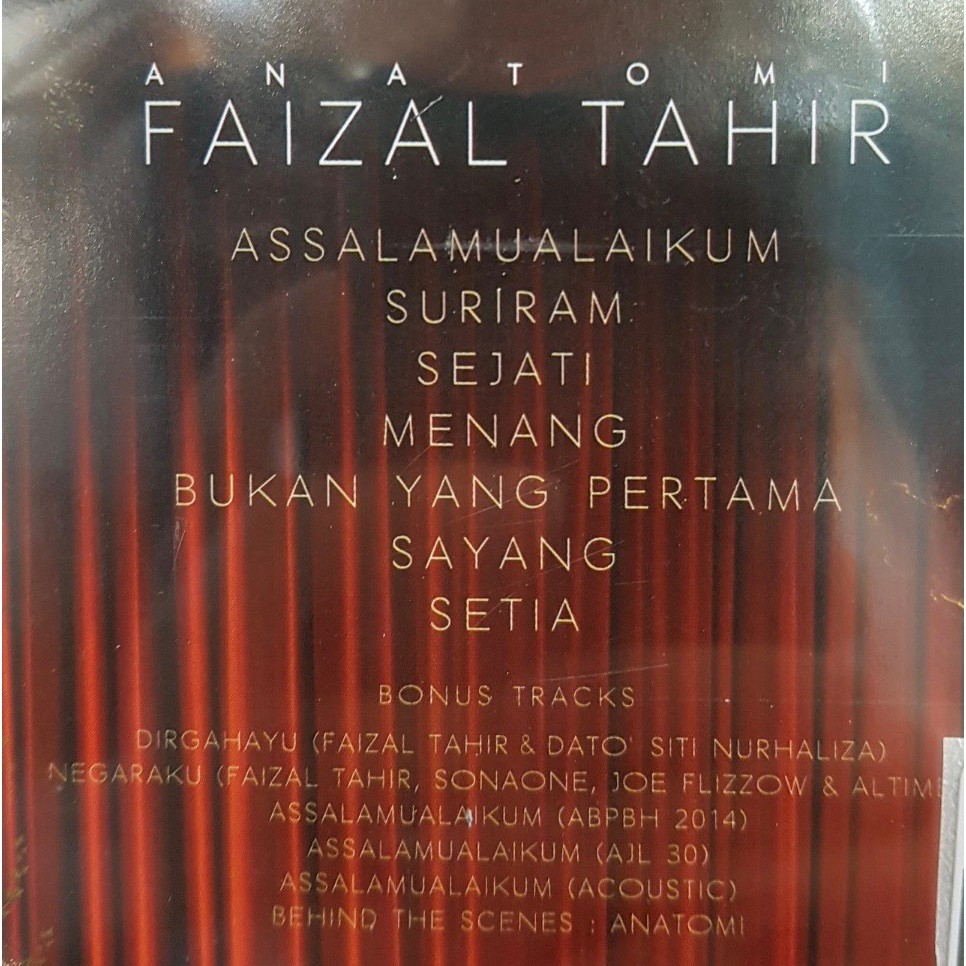 ANATOMI
FAIZAL TAHIR
ASSALAMUALAIKUM
SURIRAM
SEJATI
MENANG
BUKAN YANG PERTAMA
SAYANG
SETIA
BONUS TRACKS
DIRGAHAYU (FAIZAL TAHIR & DATO' SITI NURHALIZA)
NEGARAKU (FAIZAL TAHIR, SONAONE, JOE FLIZZOW & ALTIME
ASSALAMUALAIKUM (ABPBH 2014)
ASSALAMUALAIKUM (AJL 30)
ASSALAMUALAIKUM (ACOUSTIC)
BEHIND THE SCENES : ANATOMI